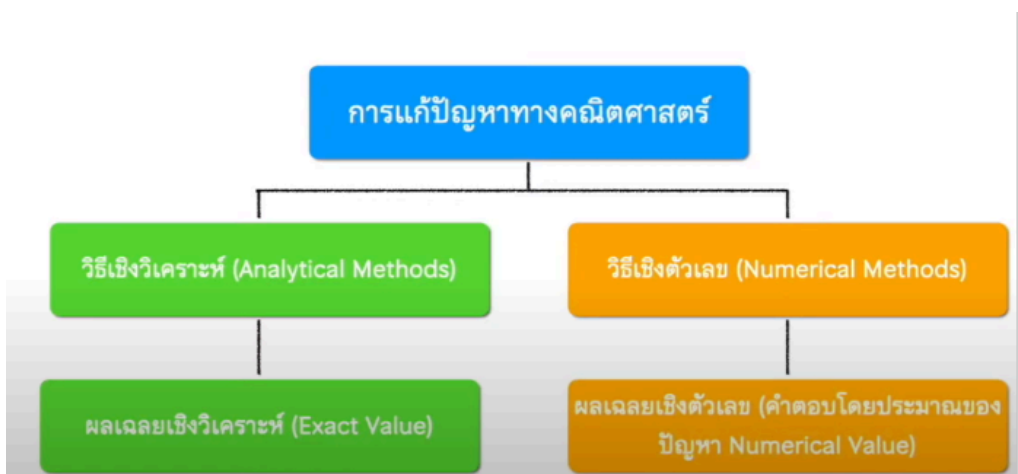 การแก้ปัญหาทางคณิตศาสตร์
วิธีเชิงวิเคราะห์ (Analytical Methods)
วิธีเชิงตัวเลข (Numerical Methods)
ผลเฉลยเชิงวิเคราะห์ (Exact Value)
ผลเฉลยเชิงตัวเลข (คำตอบโดยประมาณของ
ปัญหา Numerical Value)